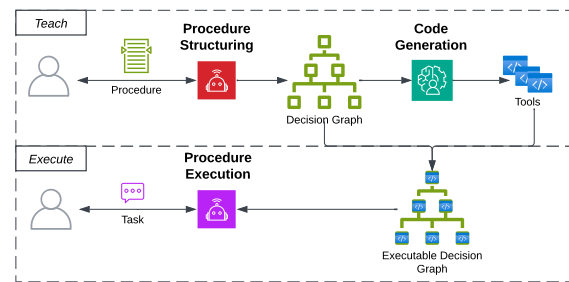 Teach
Procedure
Structuring
Code
Generation
Procedure
Decision Graph
Tools
Execute
Procedure
Execution
Task
Executable Decision
Graph